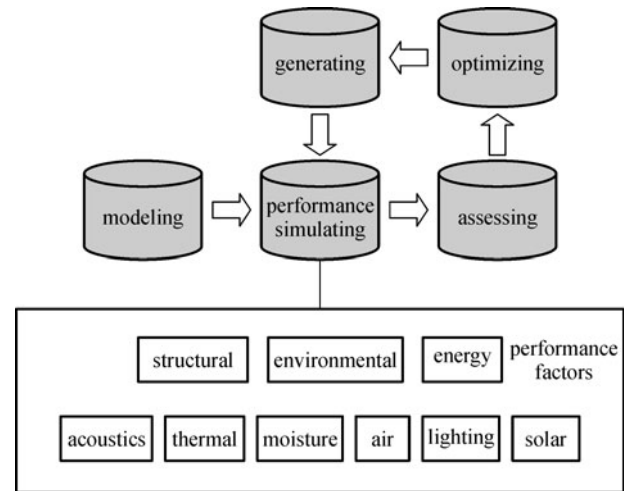 generating
optimizing
modeling
performance
simulating
assessing
structural
environmental
energy
performance
factors
acoustics
thermal
moisture
air
lighting
solar